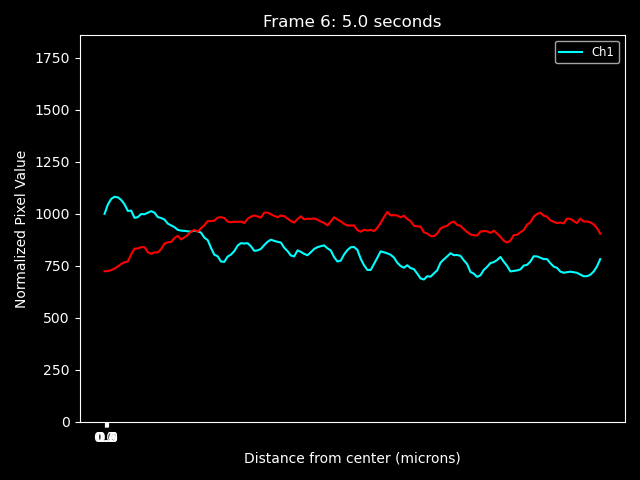 Frame 6: 5.0 seconds
Ch1
1750
1500
1250
1000
750
500
250
0
Normalized Pixel Value
Distance from center (microns)